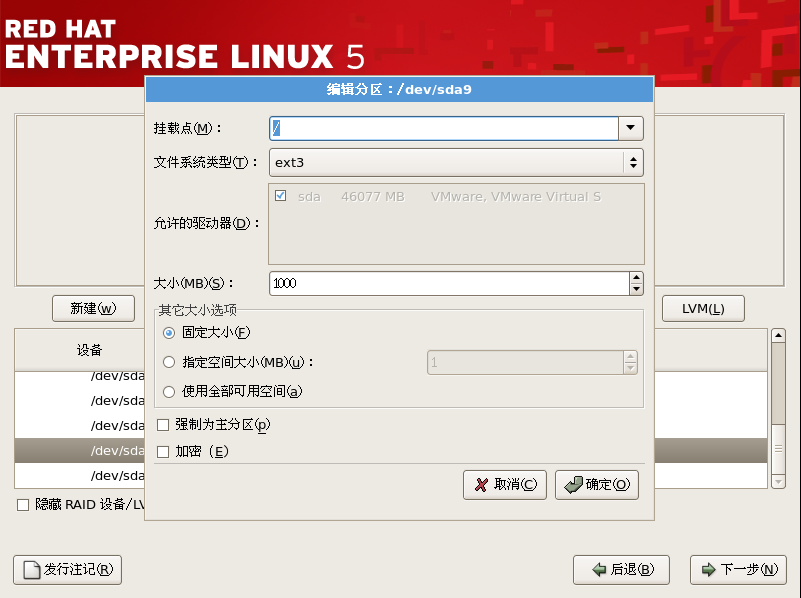 RED HAT
ENTERPRISE LINUX 5
编辑分区：/dev/sda9
挂载点(M)：
/
文件系统类型(T)：
ext3
允许的驱动器(D)：
sda 46077 MB VMware, VMware Virtual S
大小(MB)(S)：
1000
其它大小选项
固定大小(F)
指定空间大小(MB)(u)：
1
使用全部可用空间(a)
强制为主分区(p)
加密（E）
取消(C)
确定(O)
新建(w)
LVM(L)
设备
/dev/sda
/dev/sda
/dev/sda
/dev/sda
/dev/sda
隐藏 RAID 设备/LV
发行注记(R)
后退(B)
下一步(N)